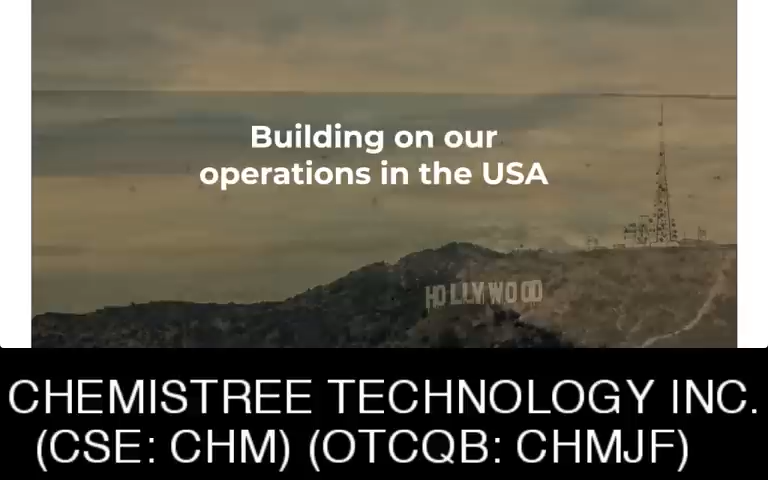 Building on our
operations in the USA
HOLLYWOOD
CHEMISTREE TECHNOLOGY INC.
(CSE: CHM) (OTCQB: CHMJF)